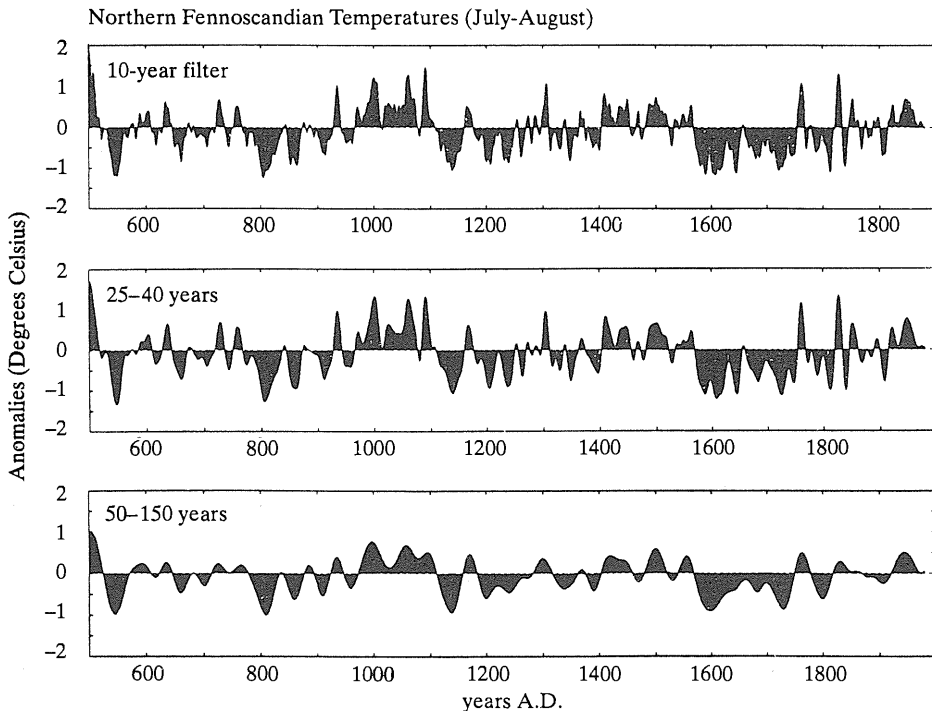 Northern Fennoscandian Temperatures (July-August)
Anomalies (Degrees Celsius)
10-year filter
2
1
0
−1
−2
600 800 1000 1200 1400 1600 1800
25–40 years
2
1
0
−1
−2
600 800 1000 1200 1400 1600 1800
50–150 years
2
1
0
−1
−2
600 800 1000 1200 1400 1600 1800
years A.D.